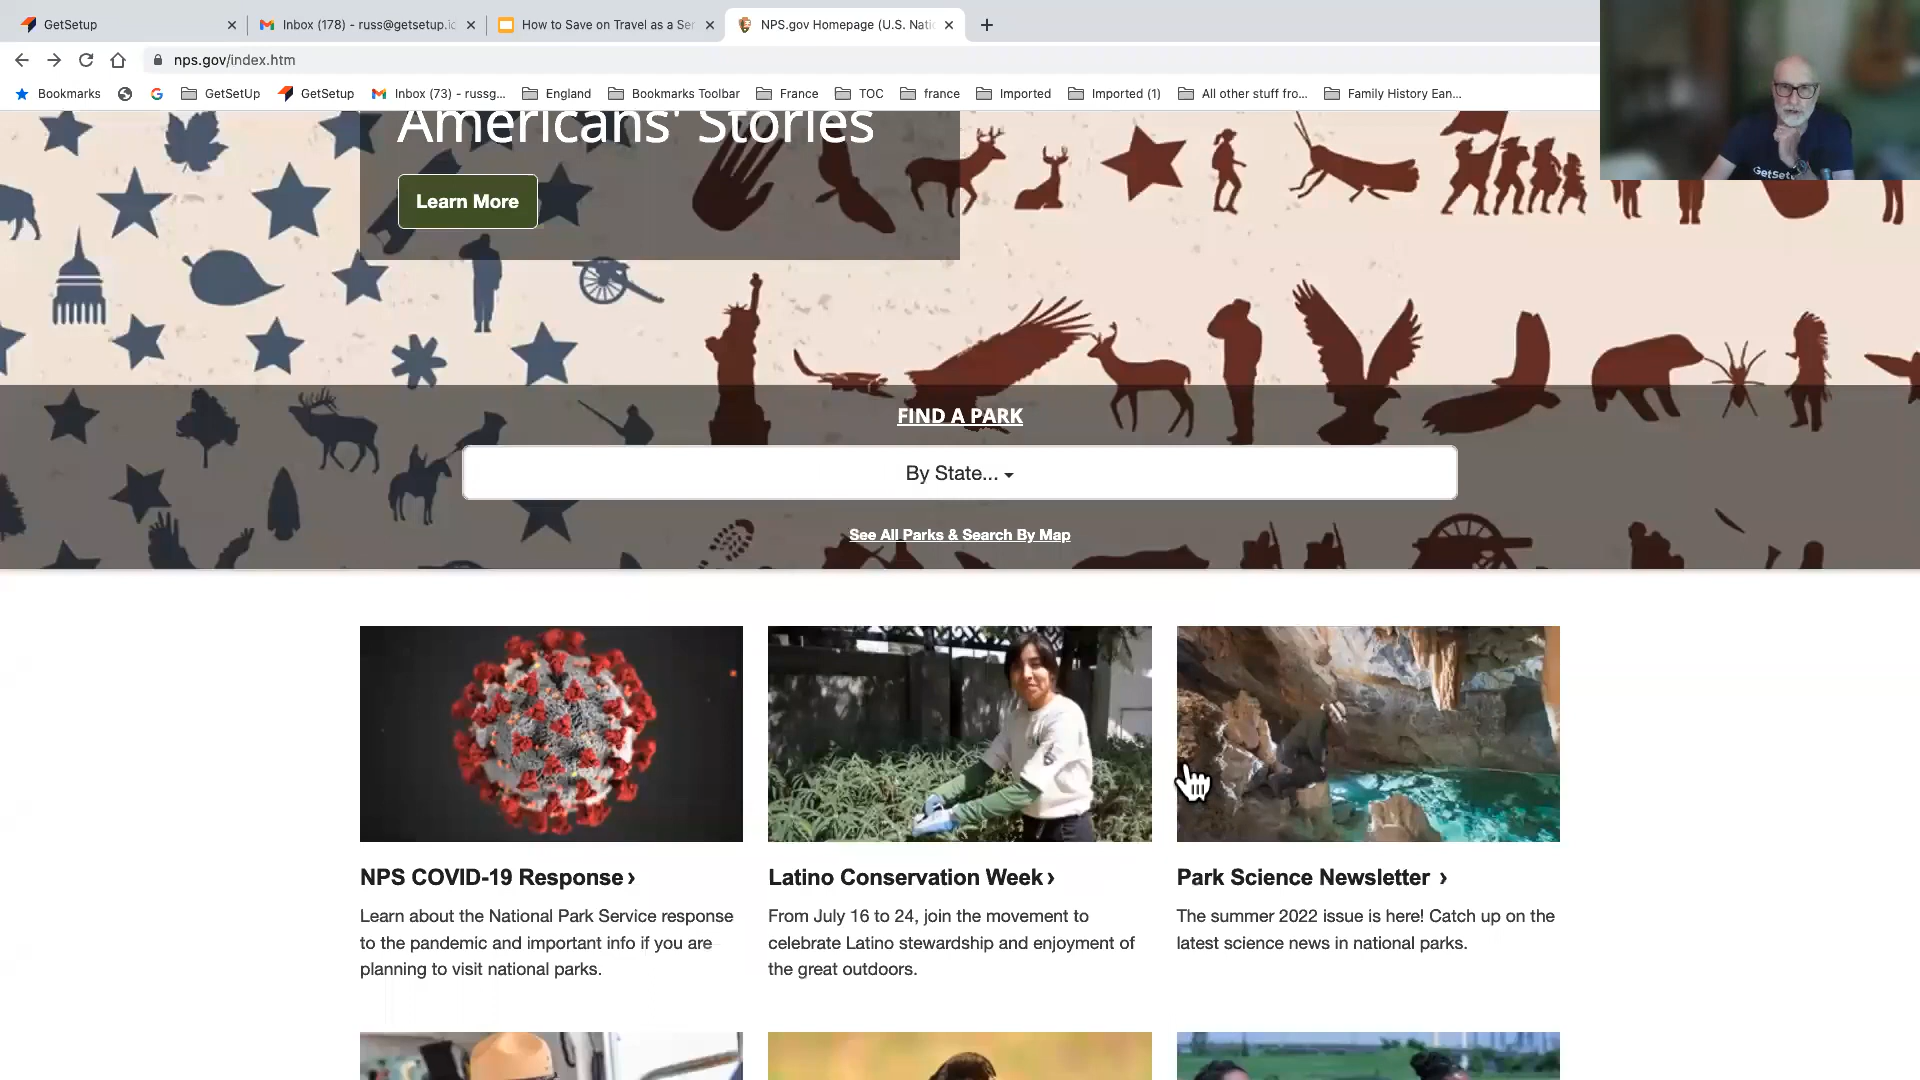 GetSetup
Inbox (178) - russ@getsetup.io
How to Save on Travel as a Sen
NPS.gov Homepage (U.S. Natio
nps.gov/index.htm
Bookmarks
GetSetUp
GetSetup
Inbox (73) - russg...
England
Bookmarks Toolbar
France
TOC
france
Imported
Imported (1)
All other stuff fro...
Family History Ean...
GetSetu
Americans' Stories
Learn More
FIND A PARK
By State...
See All Parks & Search By Map
NPS COVID-19 Response ›
Learn about the National Park Service response
to the pandemic and important info if you are
planning to visit national parks.
Latino Conservation Week ›
From July 16 to 24, join the movement to
celebrate Latino stewardship and enjoyment of
the great outdoors.
Park Science Newsletter ›
The summer 2022 issue is here! Catch up on the
latest science news in national parks.